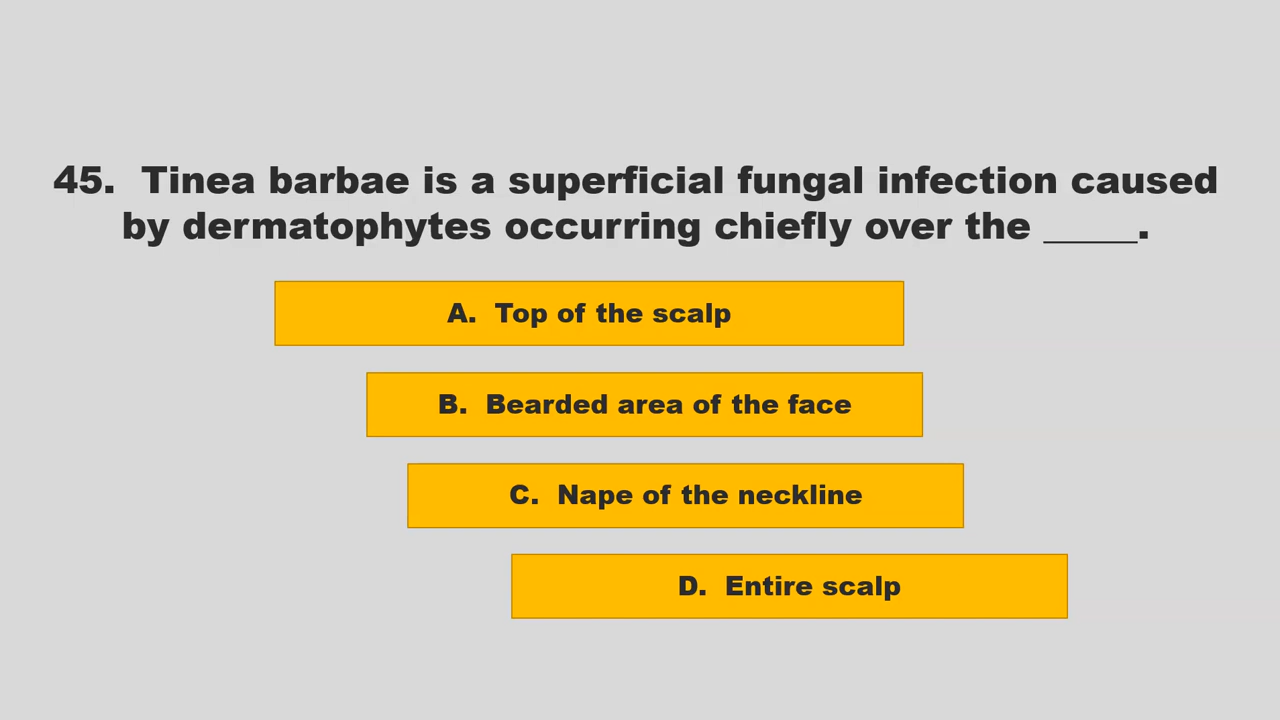 45. Tinea barbae is a superficial fungal infection caused
by dermatophytes occurring chiefly over the _____.
A. Top of the scalp
B. Bearded area of the face
C. Nape of the neckline
D. Entire scalp